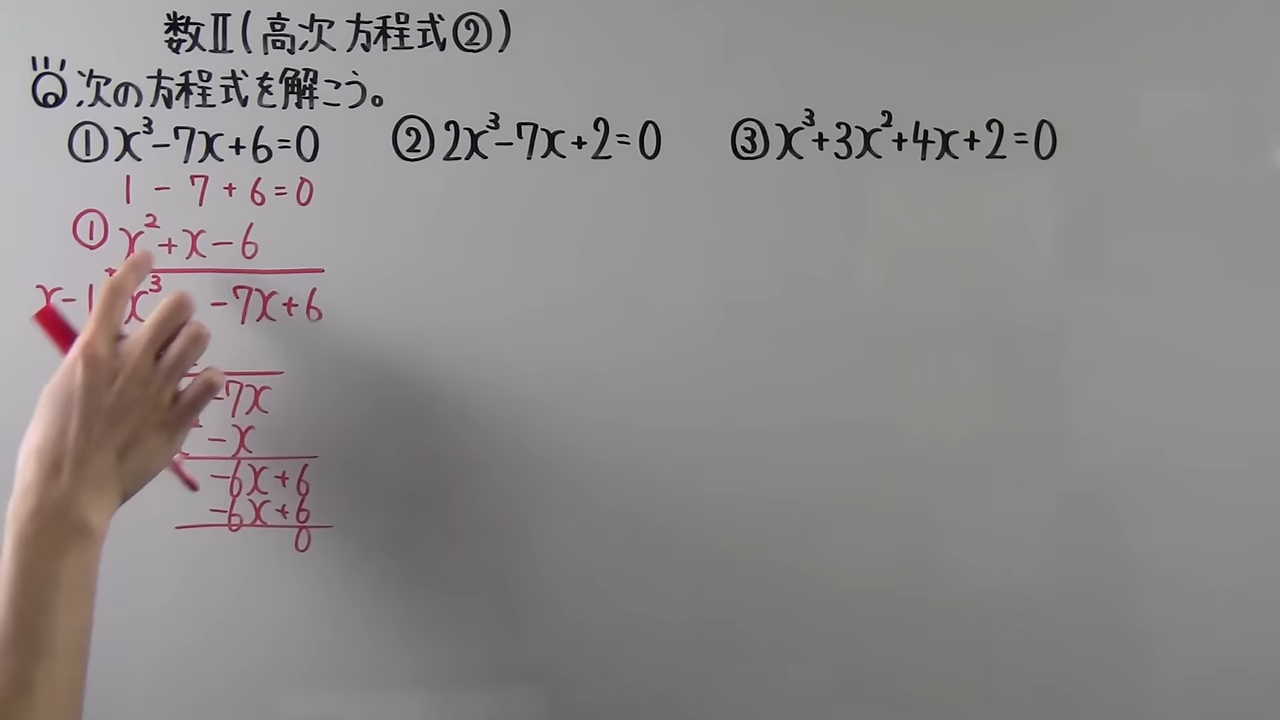 数Ⅱ(高次方程式②)
次の方程式を解こう。
①x³-7x+6=0
②2x³-7x+2=0
③x³+3x²+4x+2=0
1-7+6=0
① x²+x-6
x-1 x³ -7x+6
-7x
-x
-6x+6
-6x+6
0